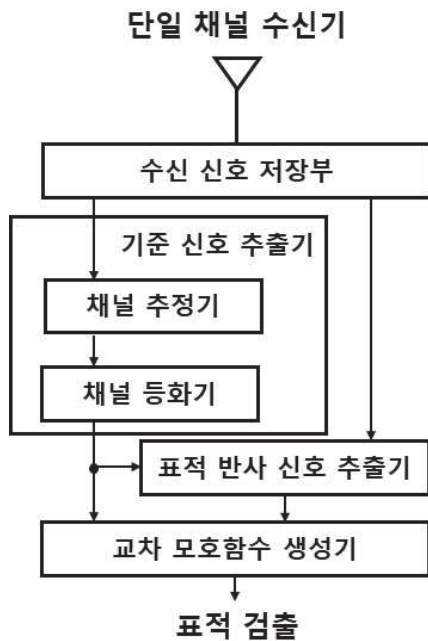 단일 채널 수신기
수신 신호 저장부
기준 신호 추출기
채널 추정기
채널 등화기
표적 반사 신호 추출기
교차 모호함수 생성기
표적 검출